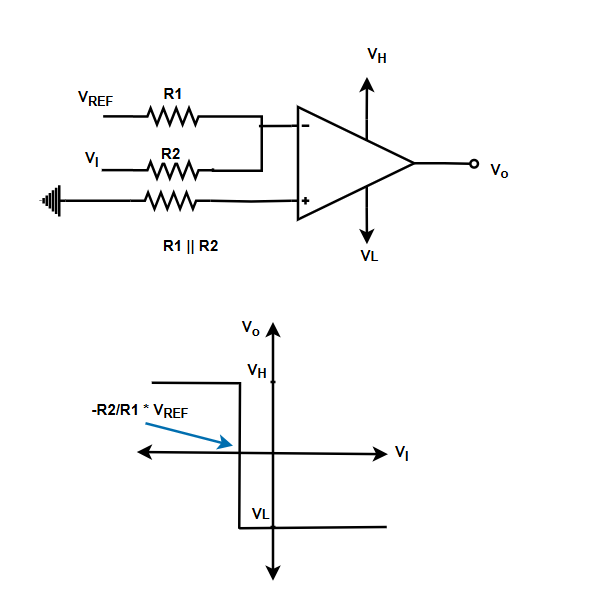 VH
VREF
R1
−
VI
R2
Vo
+
R1 || R2
VL
Vo
VH
-R2/R1 * VREF
VI
VL